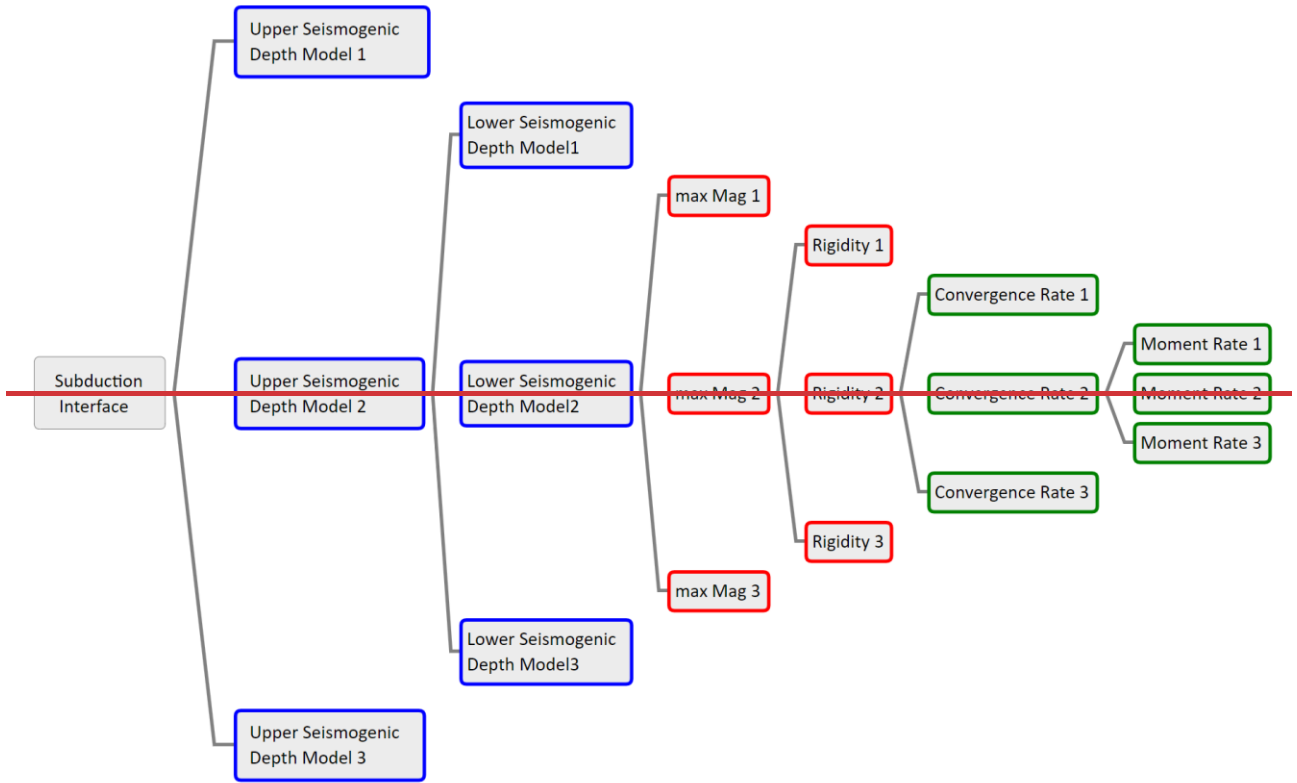 Upper Seismogenic
Depth Model 1
Lower Seismogenic
Depth Model1
max Mag 1
Rigidity 1
Convergence Rate 1
Moment Rate 1
Subduction
Interface
Upper Seismogenic
Depth Model 2
Lower Seismogenic
Depth Model2
max Mag 2
Rigidity 2
Convergence Rate 2
Moment Rate 2
Moment Rate 3
Convergence Rate 3
Rigidity 3
max Mag 3
Lower Seismogenic
Depth Model3
Upper Seismogenic
Depth Model 3